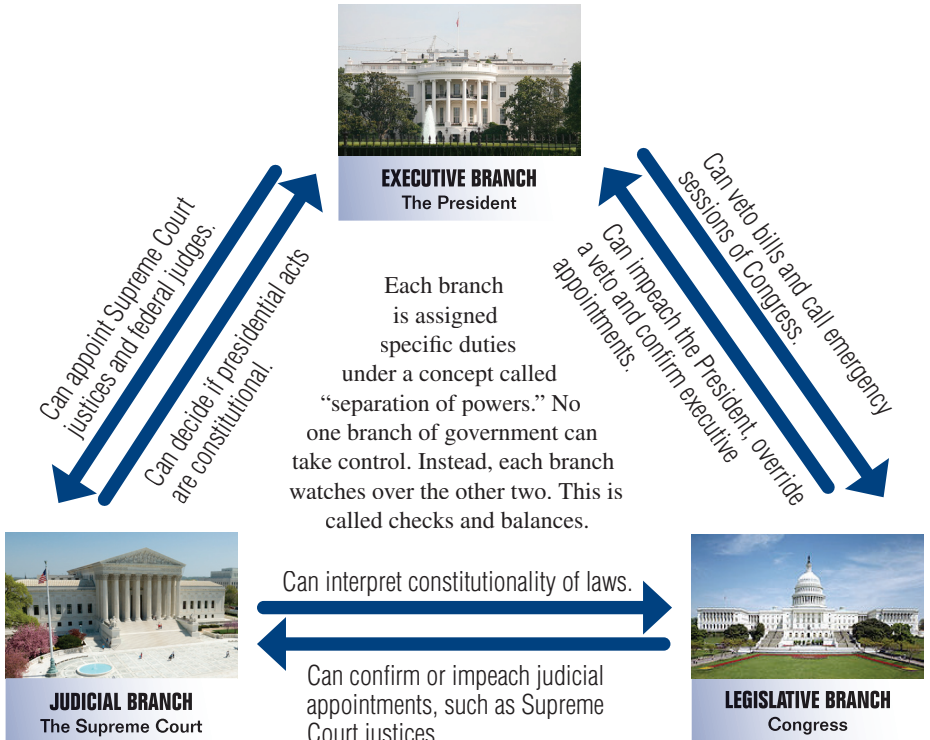 EXECUTIVE BRANCH
The President
Can appoint Supreme Court
justices and federal judges.
Can decide if presidential acts
are constitutional.
Can veto bills and call emergency
sessions of Congress.
Can impeach the President, override
a veto and confirm executive
appointments.
Each branch
is assigned
specific duties
under a concept called
“separation of powers.” No
one branch of government can
take control. Instead, each branch
watches over the other two. This is
called checks and balances.
Can interpret constitutionality of laws.
Can confirm or impeach judicial
appointments, such as Supreme
Court justices
JUDICIAL BRANCH
The Supreme Court
LEGISLATIVE BRANCH
Congress